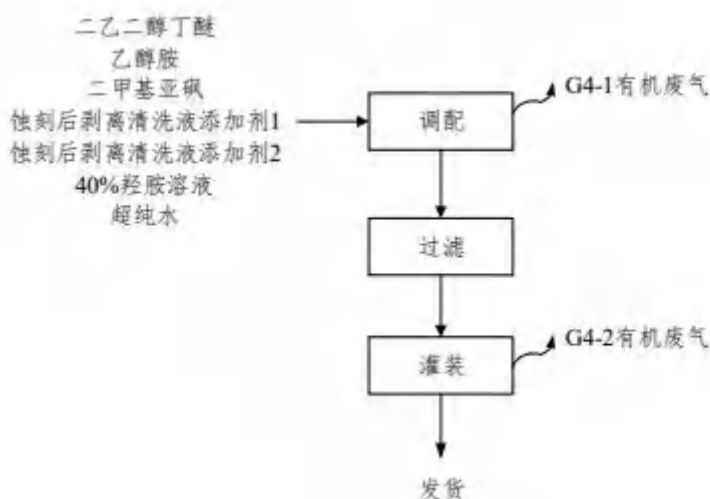 二乙二醇丁醚
乙醇胺
二甲基亚砜
蚀刻后剥离清洗液添加剂1
蚀刻后剥离清洗液添加剂2
40%羟胺溶液
超纯水
调配
G4-1有机废气
过滤
灌装
G4-2有机废气
发货